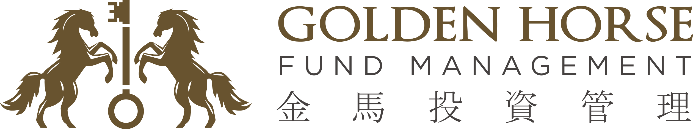 GOLDEN HORSE
FUND MANAGEMENT
金馬投資管理